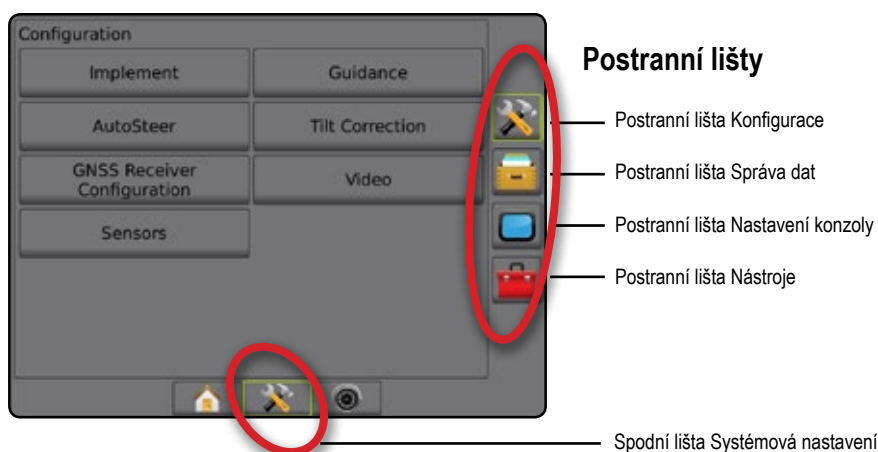 Configuration
Implement
Guidance
AutoSteer
Tilt Correction
GNSS Receiver
Configuration
Video
Sensors
Postranní lišty
Postranní lišta Konfigurace
Postranní lišta Správa dat
Postranní lišta Nastavení konzoly
Postranní lišta Nástroje
Spodní lišta Systémová nastavení